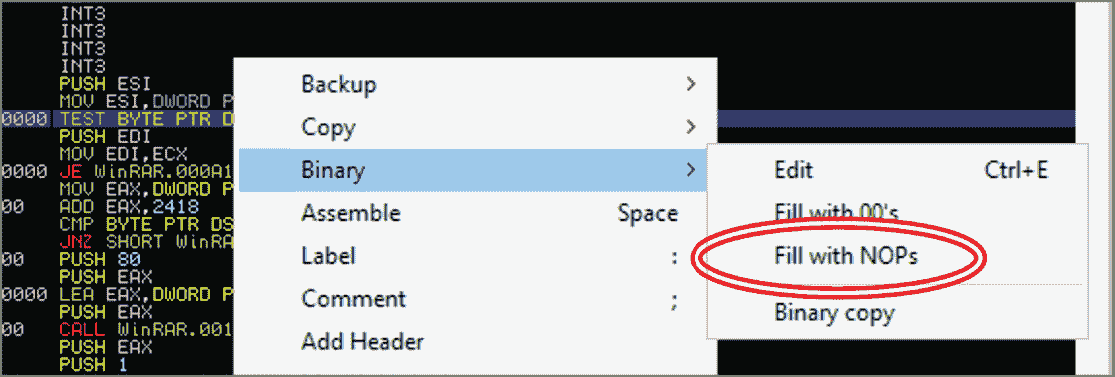 INT3
INT3
INT3
INT3
PUSH ESI
MOV ESI,DWORD P
0000 TEST BYTE PTR D
PUSH EDI
MOV EDI,ECX
0000 JE WinRAR.000A1
MOV EAX,DWORD P
00 ADD EAX,2418
CMP BYTE PTR DS
JNZ SHORT WinRA
00 PUSH 80
PUSH EAX
0000 LEA EAX,DWORD P
PUSH EAX
00 CALL WinRAR.001
PUSH EAX
PUSH 1
Backup
Copy
Binary
Assemble Space
Label :
Comment ;
Add Header
Edit Ctrl+E
Fill with 00's
Fill with NOPs
Binary copy